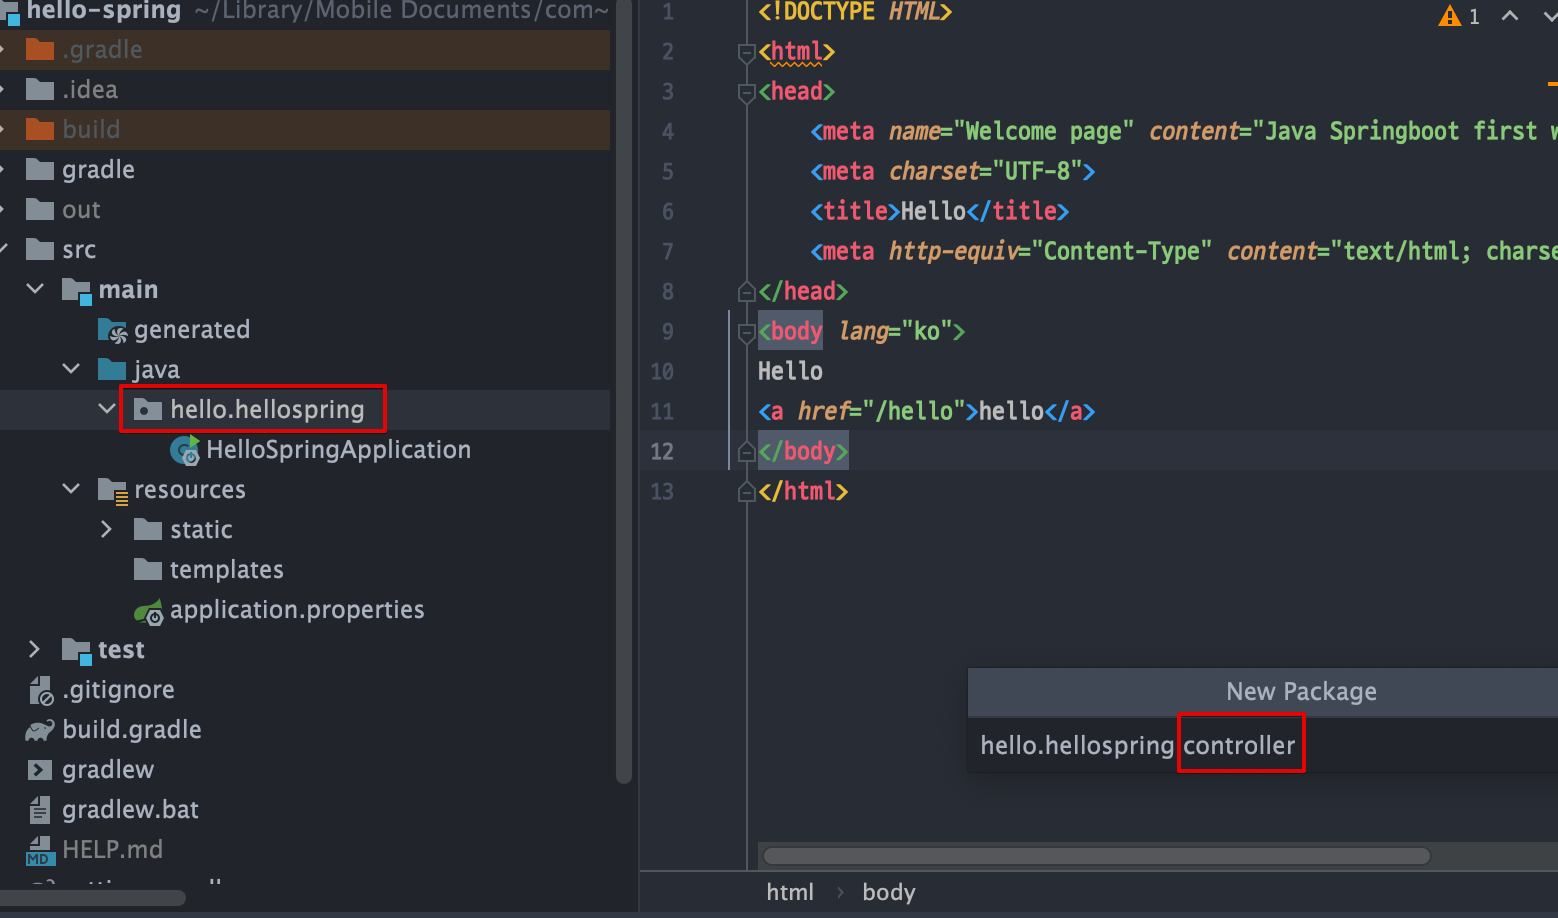 hello-spring ~/Library/Mobile Documents/com~
.gradle
.idea
build
gradle
out
src
main
generated
java
hello.hellospring
HelloSpringApplication
resources
static
templates
application.properties
test
.gitignore
build.gradle
gradlew
gradlew.bat
MD HELP.md
1 <!DOCTYPE HTML>
2 <html>
3 <head>
4 <meta name="Welcome page" content="Java Springboot first w
5 <meta charset="UTF-8">
6 <title>Hello</title>
7 <meta http-equiv="Content-Type" content="text/html; charse
8 </head>
9 <body lang="ko">
10 Hello
11 <a href="/hello">hello</a>
12 </body>
13 </html>
1
New Package
hello.hellospring controller
html › body